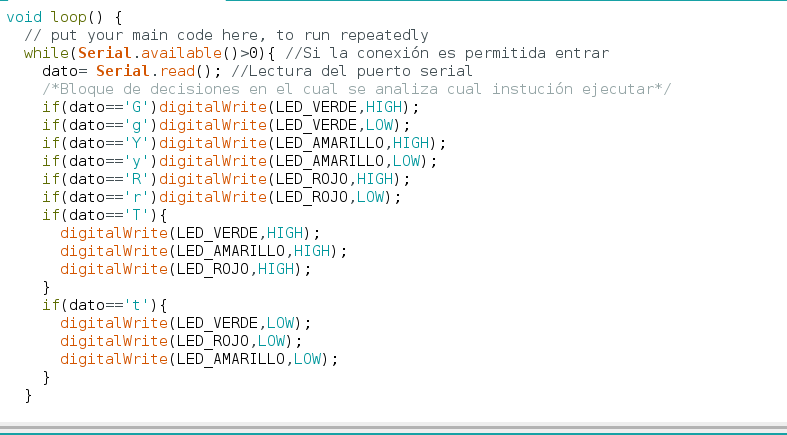 void loop() {
  // put your main code here, to run repeatedly
  while(Serial.available()>0){ //Si la conexión es permitida entrar
    dato= Serial.read(); //Lectura del puerto serial
    /*Bloque de decisiones en el cual se analiza cual instución ejecutar*/
    if(dato=='G')digitalWrite(LED_VERDE,HIGH);
    if(dato=='g')digitalWrite(LED_VERDE,LOW);
    if(dato=='Y')digitalWrite(LED_AMARILLO,HIGH);
    if(dato=='y')digitalWrite(LED_AMARILLO,LOW);
    if(dato=='R')digitalWrite(LED_ROJO,HIGH);
    if(dato=='r')digitalWrite(LED_ROJO,LOW);
    if(dato=='T'){
      digitalWrite(LED_VERDE,HIGH);
      digitalWrite(LED_AMARILLO,HIGH);
      digitalWrite(LED_ROJO,HIGH);
    }
    if(dato=='t'){
      digitalWrite(LED_VERDE,LOW);
      digitalWrite(LED_ROJO,LOW);
      digitalWrite(LED_AMARILLO,LOW);
    }
  }